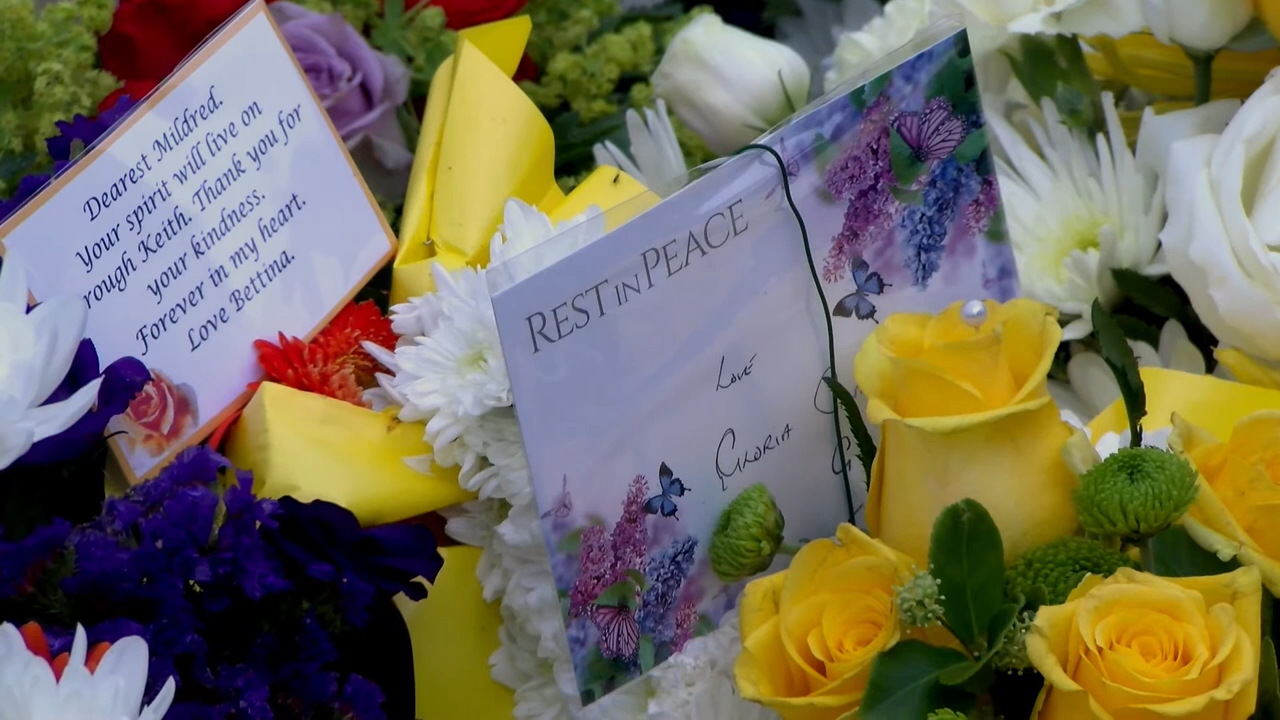 Dearest Mildred.
Your spirit will live on
rough Keith. Thank you for
your kindness.
Forever in my heart.
Love Bettina.
REST IN PEACE
LOVE
GLORIA